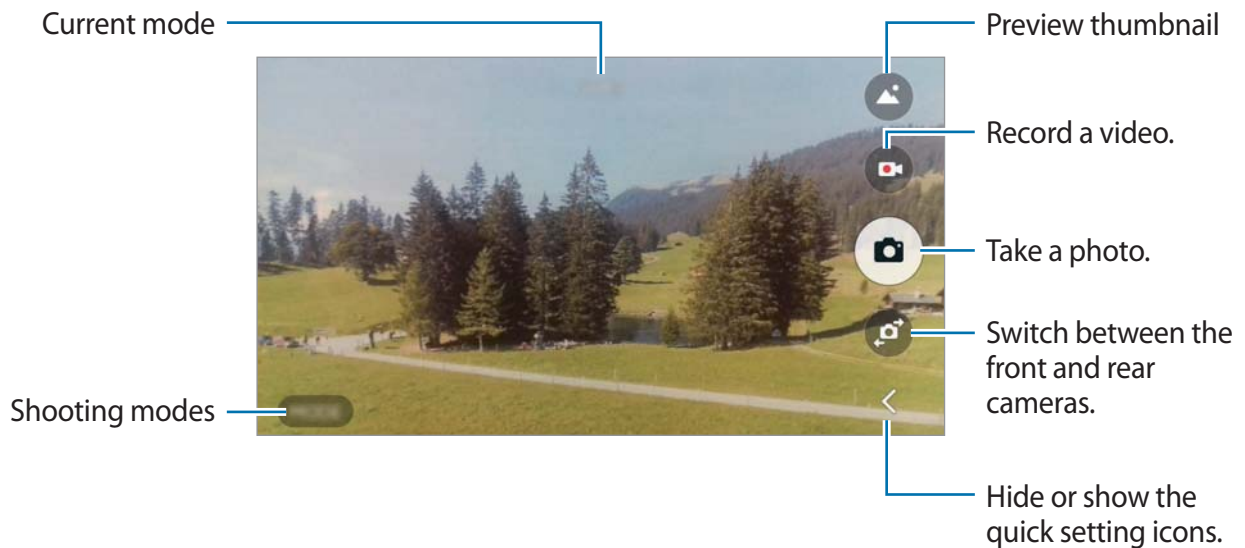 Current mode
Preview thumbnail
Record a video.
Take a photo.
Switch between the
front and rear
cameras.
Shooting modes
Hide or show the
quick setting icons.